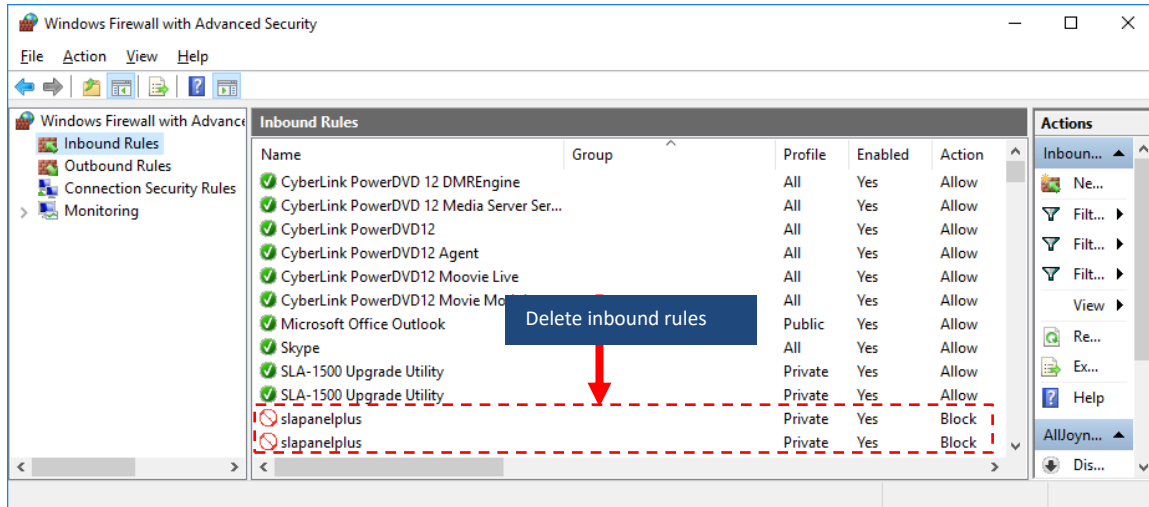 Windows Firewall with Advanced Security
File Action View Help
Windows Firewall with Advance
Inbound Rules
Outbound Rules
Connection Security Rules
Monitoring
Inbound Rules
Name Group Profile Enabled Action
CyberLink PowerDVD 12 DMREngine All Yes Allow
CyberLink PowerDVD 12 Media Server Ser... All Yes Allow
CyberLink PowerDVD12 All Yes Allow
CyberLink PowerDVD12 Agent All Yes Allow
CyberLink PowerDVD12 Moovie Live All Yes Allow
CyberLink PowerDVD12 Movie All Yes Allow
Microsoft Office Outlook Public Yes Allow
Skype All Yes Allow
SLA-1500 Upgrade Utility Private Yes Allow
SLA-1500 Upgrade Utility Private Yes Allow
slapanelplus Private Yes Block
slapanelplus Private Yes Block
Delete inbound rules
Actions
Inboun...
Ne...
Filt...
Filt...
Filt...
View
Re...
Ex...
Help
AllJoyn...
Dis...